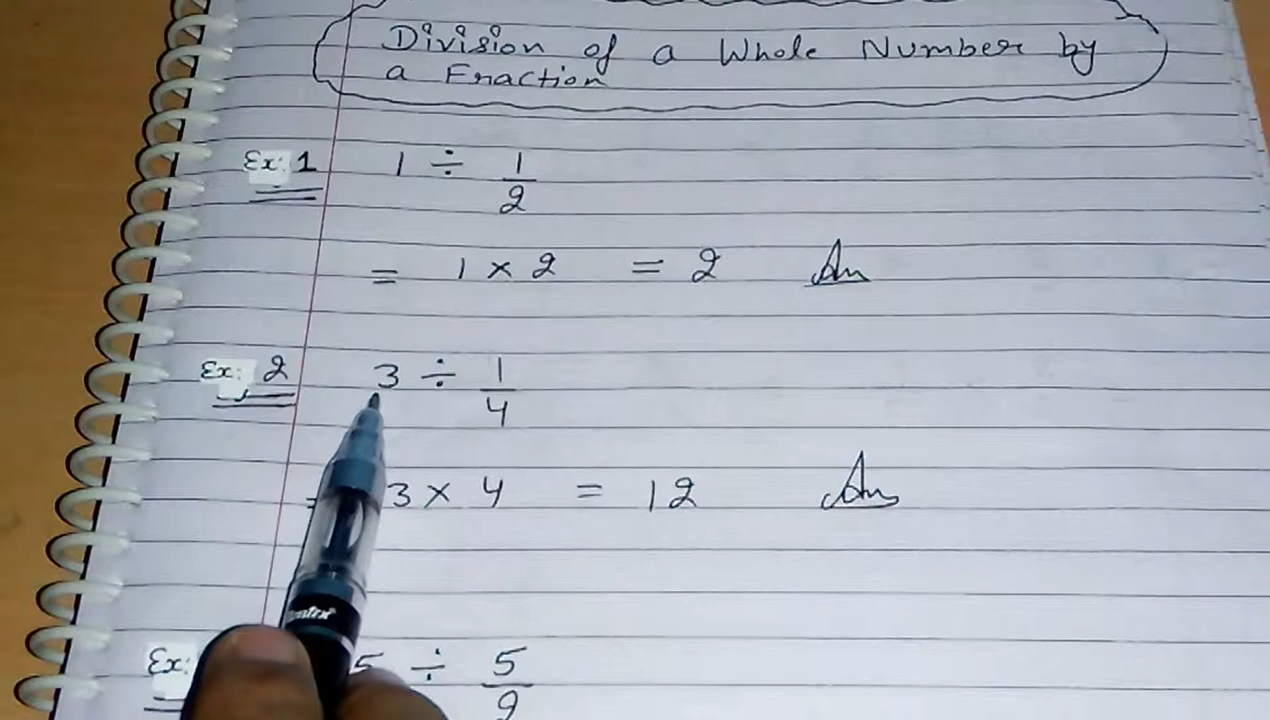 Division of a Whole Number by
a Fraction
Ex: 1 1 ÷ 1/2
= 1 × 2 = 2 Ans
Ex: 2 3 ÷ 1/4
3 × 4 = 12 Ans
Ex: 5 ÷ 5/9